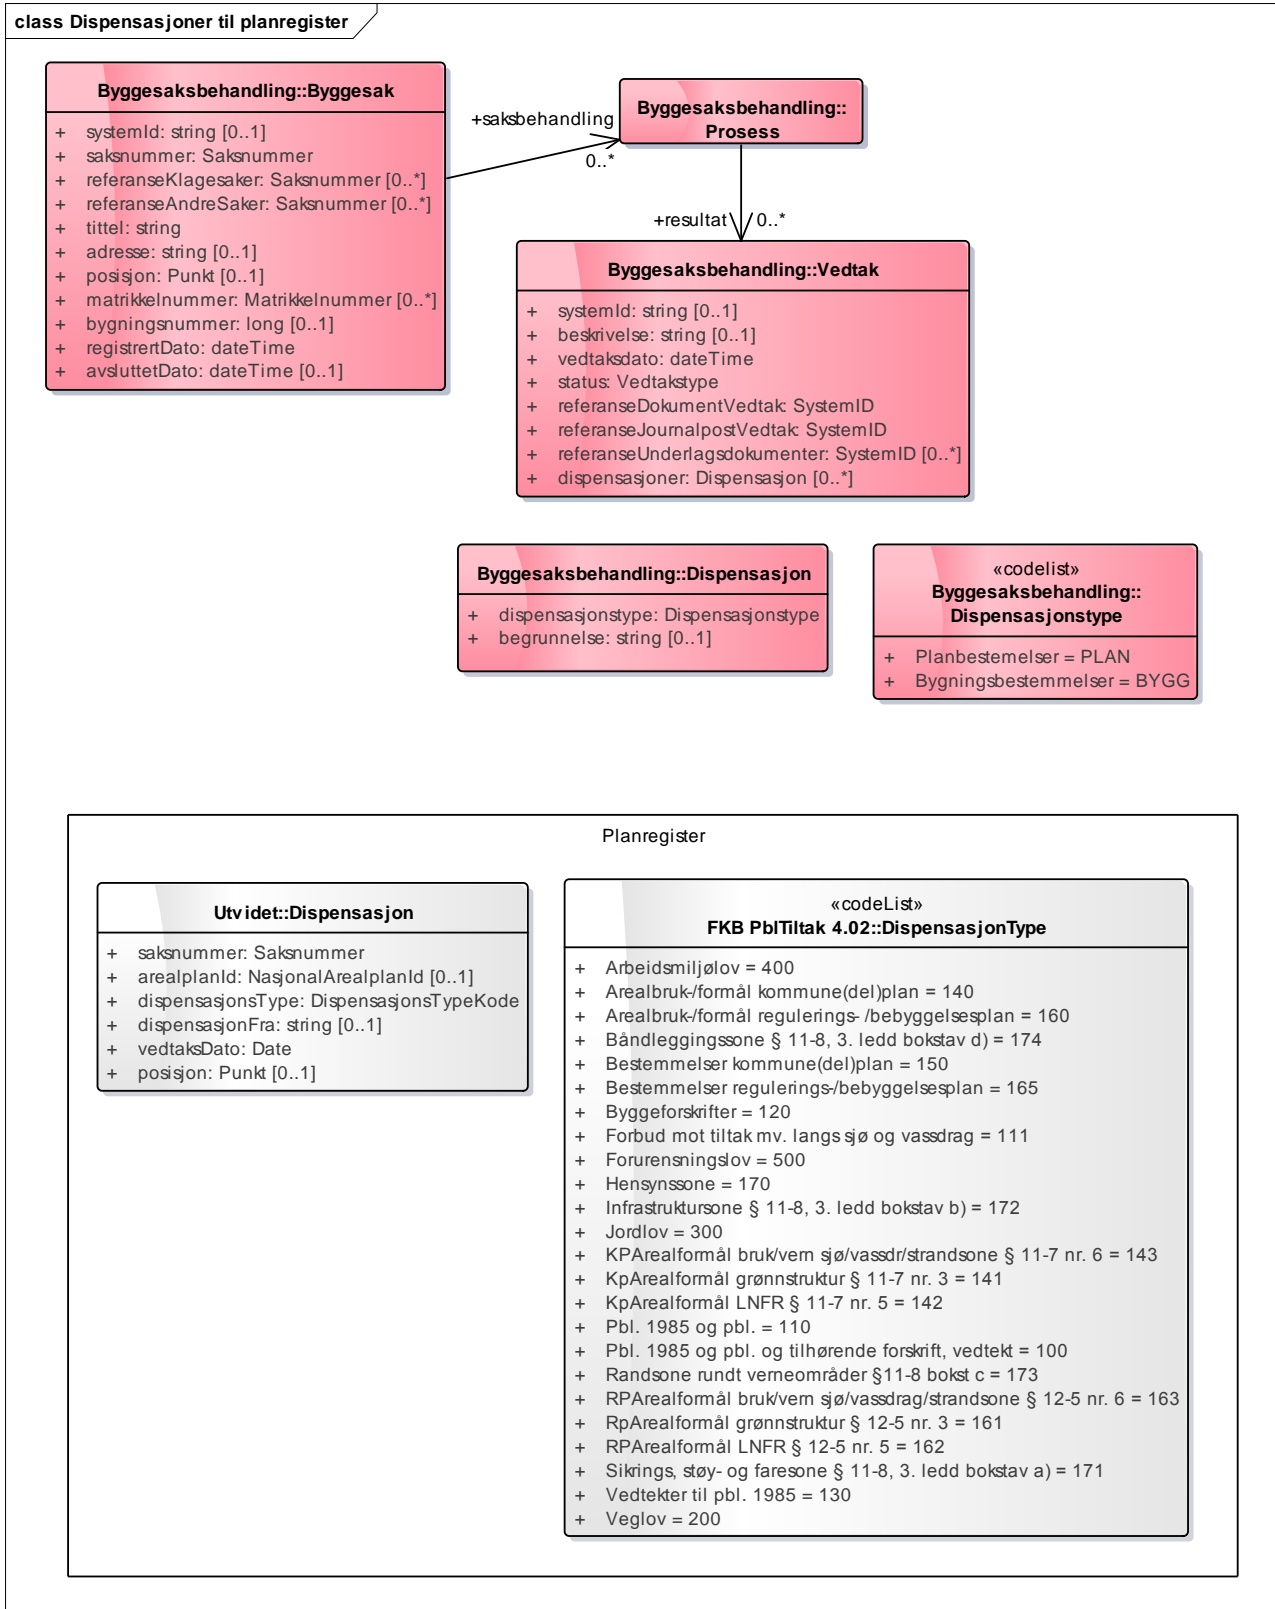 class Dispensasjoner til planregister
Byggesaksbehandling::Byggesak
+ systemId: string [0..1]
+ saksnummer: Saksnummer
+ referanseKlagesaker: Saksnummer [0..*]
+ referanseAndreSaker: Saksnummer [0..*]
+ tittel: string
+ adresse: string [0..1]
+ posisjon: Punkt [0..1]
+ matrikkelnummer: Matrikkelnummer [0..*]
+ bygningsnummer: long [0..1]
+ registrertDato: dateTime
+ avsluttetDato: dateTime [0..1]
+saksbehandling
0..*
Byggesaksbehandling::
Prosess
+resultat
0..*
Byggesaksbehandling::Vedtak
+ systemId: string [0..1]
+ beskrivelse: string [0..1]
+ vedtaksdato: dateTime
+ status: Vedtakstype
+ referanseDokumentVedtak: SystemID
+ referanseJournalpostVedtak: SystemID
+ referanseUnderlagsdokumenter: SystemID [0..*]
+ dispensasjoner: Dispensasjon [0..*]
Byggesaksbehandling::Dispensasjon
+ dispensasjonstype: Dispensasjonstype
+ begrunnelse: string [0..1]
«codelist»
Byggesaksbehandling::
Dispensasjonstype
+ Planbestemelser = PLAN
+ Bygningsbestemmelser = BYGG
Planregister
Utvidet::Dispensasjon
+ saksnummer: Saksnummer
+ arealplanId: NasjonalArealplanId [0..1]
+ dispensasjonsType: DispensasjonsTypeKode
+ dispensasjonFra: string [0..1]
+ vedtaksDato: Date
+ posisjon: Punkt [0..1]
«codeList»
FKB PblTiltak 4.02::DispensasjonType
+ Arbeidsmiljølov = 400
+ Arealbruk-/formål kommune(del)plan = 140
+ Arealbruk-/formål regulerings- /bebyggelsesplan = 160
+ Båndleggingssone § 11-8, 3. ledd bokstav d) = 174
+ Bestemmelser kommune(del)plan = 150
+ Bestemmelser regulerings-/bebyggelsesplan = 165
+ Byggeforskrifter = 120
+ Forbud mot tiltak mv. langs sjø og vassdrag = 111
+ Forurensningslov = 500
+ Hensynssone = 170
+ Infrastruktursone § 11-8, 3. ledd bokstav b) = 172
+ Jordlov = 300
+ KPArealformål bruk/vern sjø/vassdr/strandsone § 11-7 nr. 6 = 143
+ KpArealformål grønnstruktur § 11-7 nr. 3 = 141
+ KpArealformål LNFR § 11-7 nr. 5 = 142
+ Pbl. 1985 og pbl. = 110
+ Pbl. 1985 og pbl. og tilhørende forskrift, vedtekt = 100
+ Randsone rundt verneområder §11-8 bokst c = 173
+ RPArealformål bruk/vern sjø/vassdrag/strandsone § 12-5 nr. 6 = 163
+ RpArealformål grønnstruktur § 12-5 nr. 3 = 161
+ RPArealformål LNFR § 12-5 nr. 5 = 162
+ Sikrings, støy- og faresone § 11-8, 3. ledd bokstav a) = 171
+ Vedtekter til pbl. 1985 = 130
+ Veglov = 200